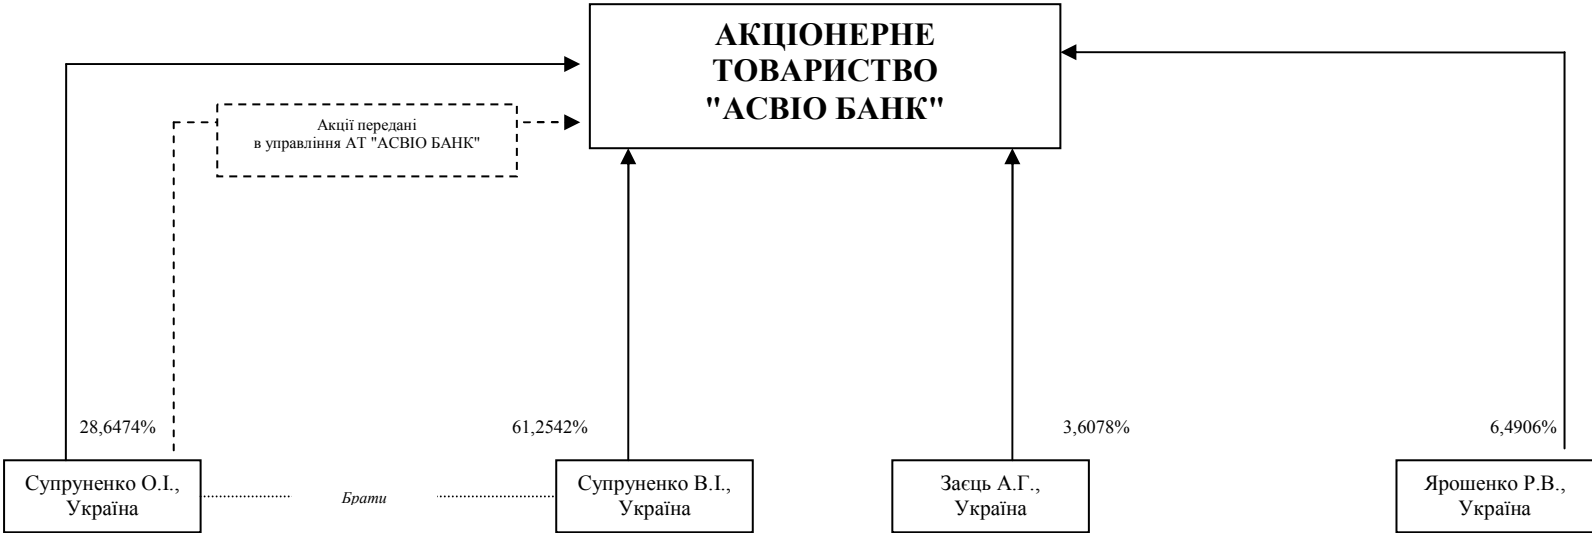 АКЦІОНЕРНЕ
ТОВАРИСТВО
"АСВІО БАНК"
Акції передані
в управління АТ "АСВІО БАНК"
28,6474%
61,2542%
3,6078%
6,4906%
Супруненко О.І.,
Україна
Брати
Супруненко В.І.,
Україна
Заєць А.Г.,
Україна
Ярошенко Р.В.,
Україна